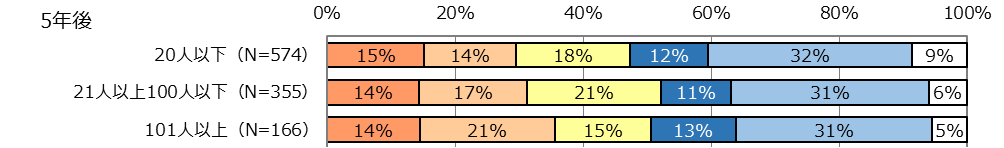 5年後
0% 20% 40% 60% 80% 100%
20人以下（N=574） 15% 14% 18% 12% 32% 9%
21人以上100人以下（N=355） 14% 17% 21% 11% 31% 6%
101人以上（N=166） 14% 21% 15% 13% 31% 5%